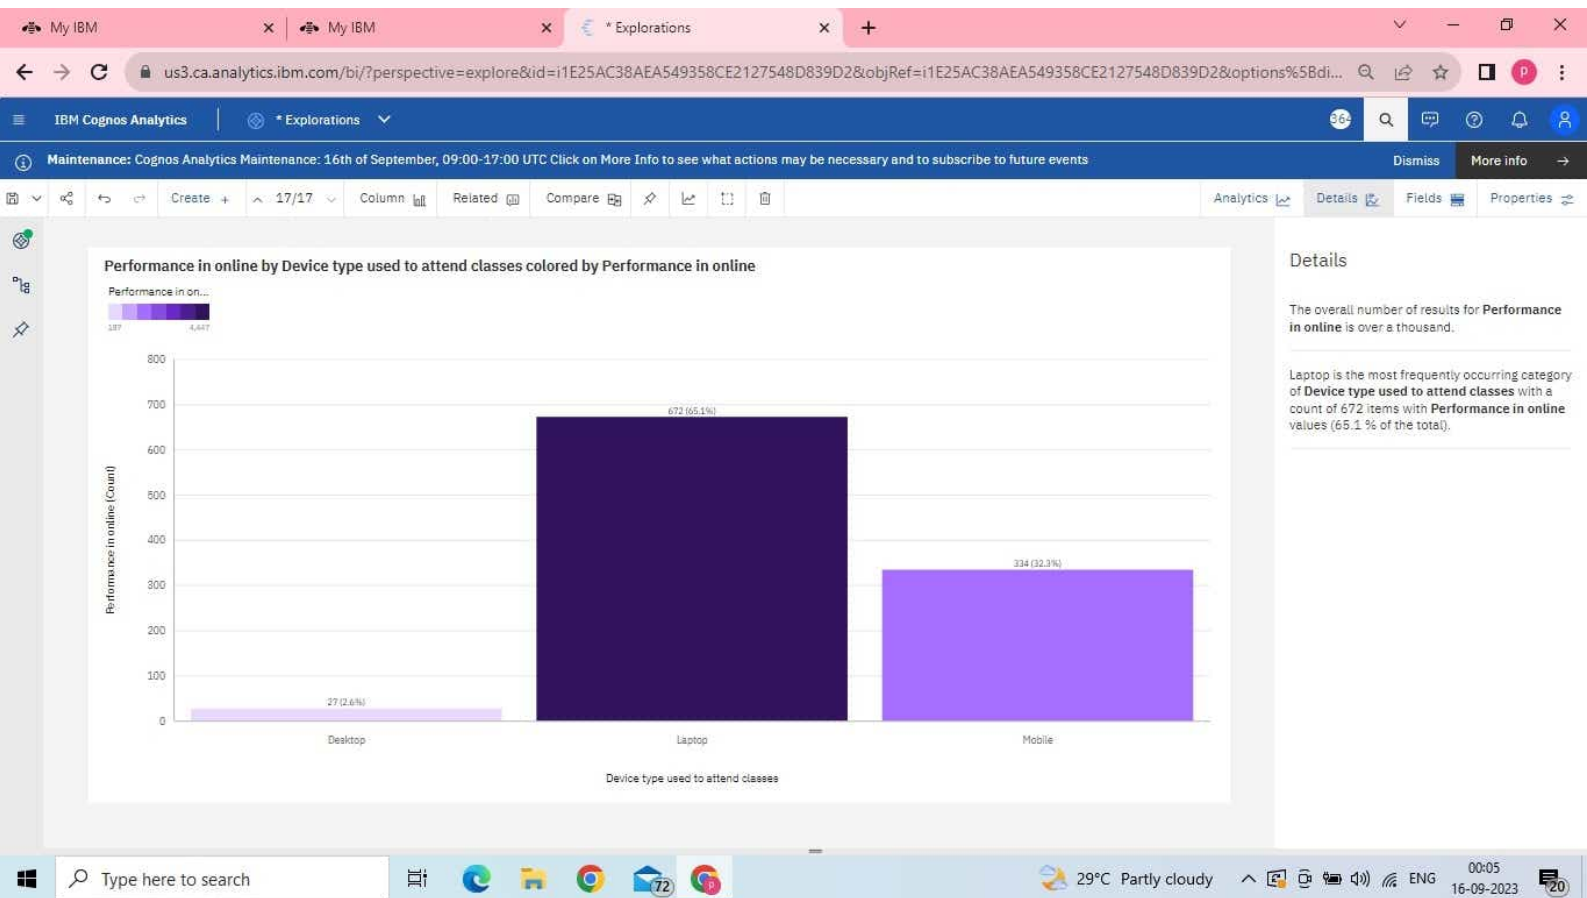 My IBM
My IBM
* Explorations
us3.ca.analytics.ibm.com/bi/?perspective=explore&id=i1E25AC38AEA549358CE2127548D839D2&objRef=i1E25AC38AEA549358CE2127548D839D2&options%5Bdi...
P
IBM Cognos Analytics
* Explorations
364
Maintenance: Cognos Analytics Maintenance: 16th of September, 09:00-17:00 UTC Click on More Info to see what actions may be necessary and to subscribe to future events
Dismiss
More info
Create +
17/17
Column
Related
Compare
Analytics
Details
Fields
Properties
Performance in online by Device type used to attend classes colored by Performance in online
Performance in on...
187
4,447
800
700
600
500
400
300
200
100
0
Performance in online (Count)
27 (2.6%)
672 (65.1%)
334 (32.3%)
Desktop
Laptop
Mobile
Device type used to attend classes
Details
The overall number of results for Performance
in online is over a thousand.
Laptop is the most frequently occurring category
of Device type used to attend classes with a
count of 672 items with Performance in online
values (65.1 % of the total).
Type here to search
72
P
29°C Partly cloudy
ENG
00:05
16-09-2023
20